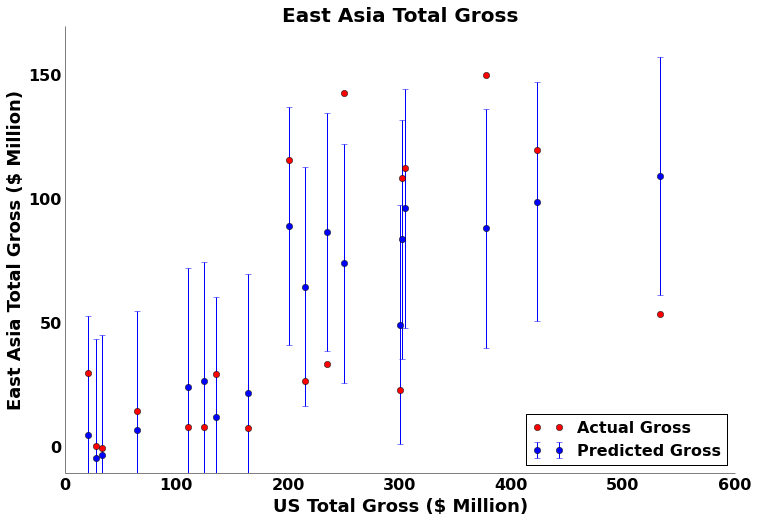 East Asia Total Gross
East Asia Total Gross ($ Million)
150
100
50
0
0 100 200 300 400 500 600
US Total Gross ($ Million)
Actual Gross
Predicted Gross